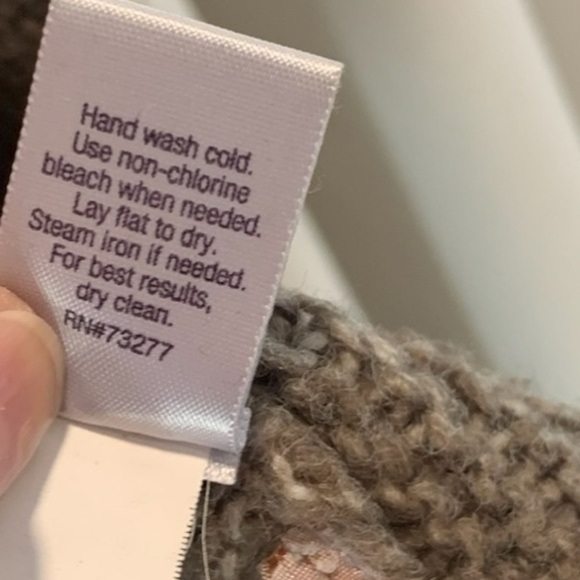 Hand wash cold.
Use non-chlorine
bleach when needed.
Lay flat to dry.
Steam iron if needed.
For best results,
dry clean.
RN#73277